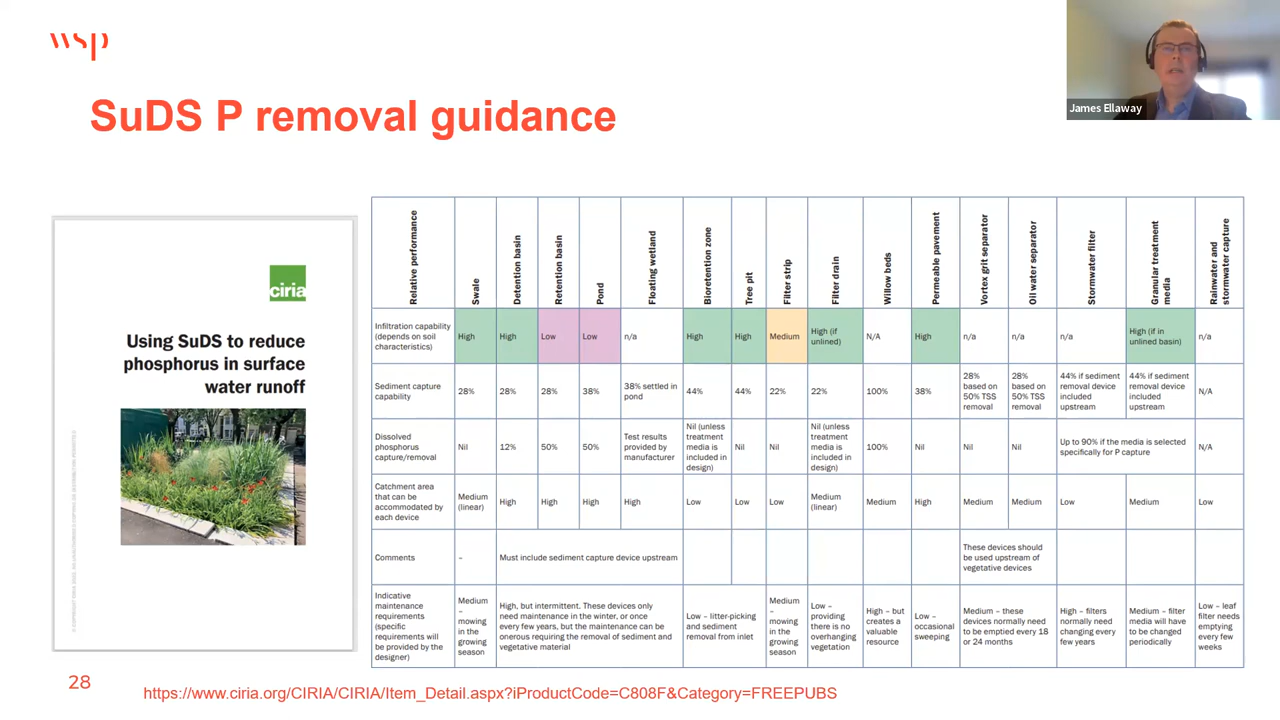 wsp
James Ellaway
SuDS P removal guidance
ciria
Using SuDS to reduce
phosphorus in surface
water runoff
Relative performance
Swale
Detention basin
Retention basin
Pond
Floating wetland
Bioretention zone
Tree pit
Filter strip
Filter drain
Willow beds
Permeable pavement
Vortex grit separator
Oil water separator
Stormwater filter
Granular treatment
media
Rainwater and
stormwater capture
Infiltration capability
(depends on soil
characteristics)
High
High
Low
Low
n/a
High
High
Medium
High (if
unlined)
N/A
High
n/a
n/a
n/a
High (if in
unlined basin)
n/a
Sediment capture
capability
28%
28%
28%
38%
38% settled in
pond
44%
44%
22%
22%
100%
38%
28%
based on
50% TSS
removal
28%
based on
50% TSS
removal
44% if sediment
removal device
included
upstream
44% if sediment
removal device
included
upstream
N/A
Dissolved
phosphorus
capture/removal
Nil
12%
50%
50%
Test results
provided by
manufacturer
Nil (unless
treatment
media is
included in
design)
Nil
Nil
Nil (unless
treatment
media is
included in
design)
100%
Nil
Nil
Nil
Up to 90% if the media is selected
specifically for P capture
N/A
Catchment area
that can be
accommodated by
each device
Medium
(linear)
High
High
High
High
Low
Low
Low
Medium
(linear)
Medium
High
Medium
Medium
Low
Medium
Low
Comments
–
Must include sediment capture device upstream
These devices should
be used upstream of
vegetative devices
Indicative
maintenance
requirements
(specific
requirements will
be provided by the
designer)
Medium
–
mowing
in the
growing
season
High, but intermittent. These devices only
need maintenance in the winter, or once
every few years, but the maintenance can be
onerous requiring the removal of sediment and
vegetative material
Low – litter-picking
and sediment
removal from inlet
Medium
–
mowing
in the
growing
season
Low –
providing
there is no
overhanging
vegetation
High – but
creates a
valuable
resource
Low –
occasional
sweeping
Medium – these
devices normally need
to be emptied every 18
or 24 months
High – filters
normally need
changing every
few years
Medium – filter
media will have
to be changed
periodically
Low – leaf
filter needs
emptying
every few
weeks
28
https://www.ciria.org/CIRIA/CIRIA/Item_Detail.aspx?iProductCode=C808F&Category=FREEPUBS